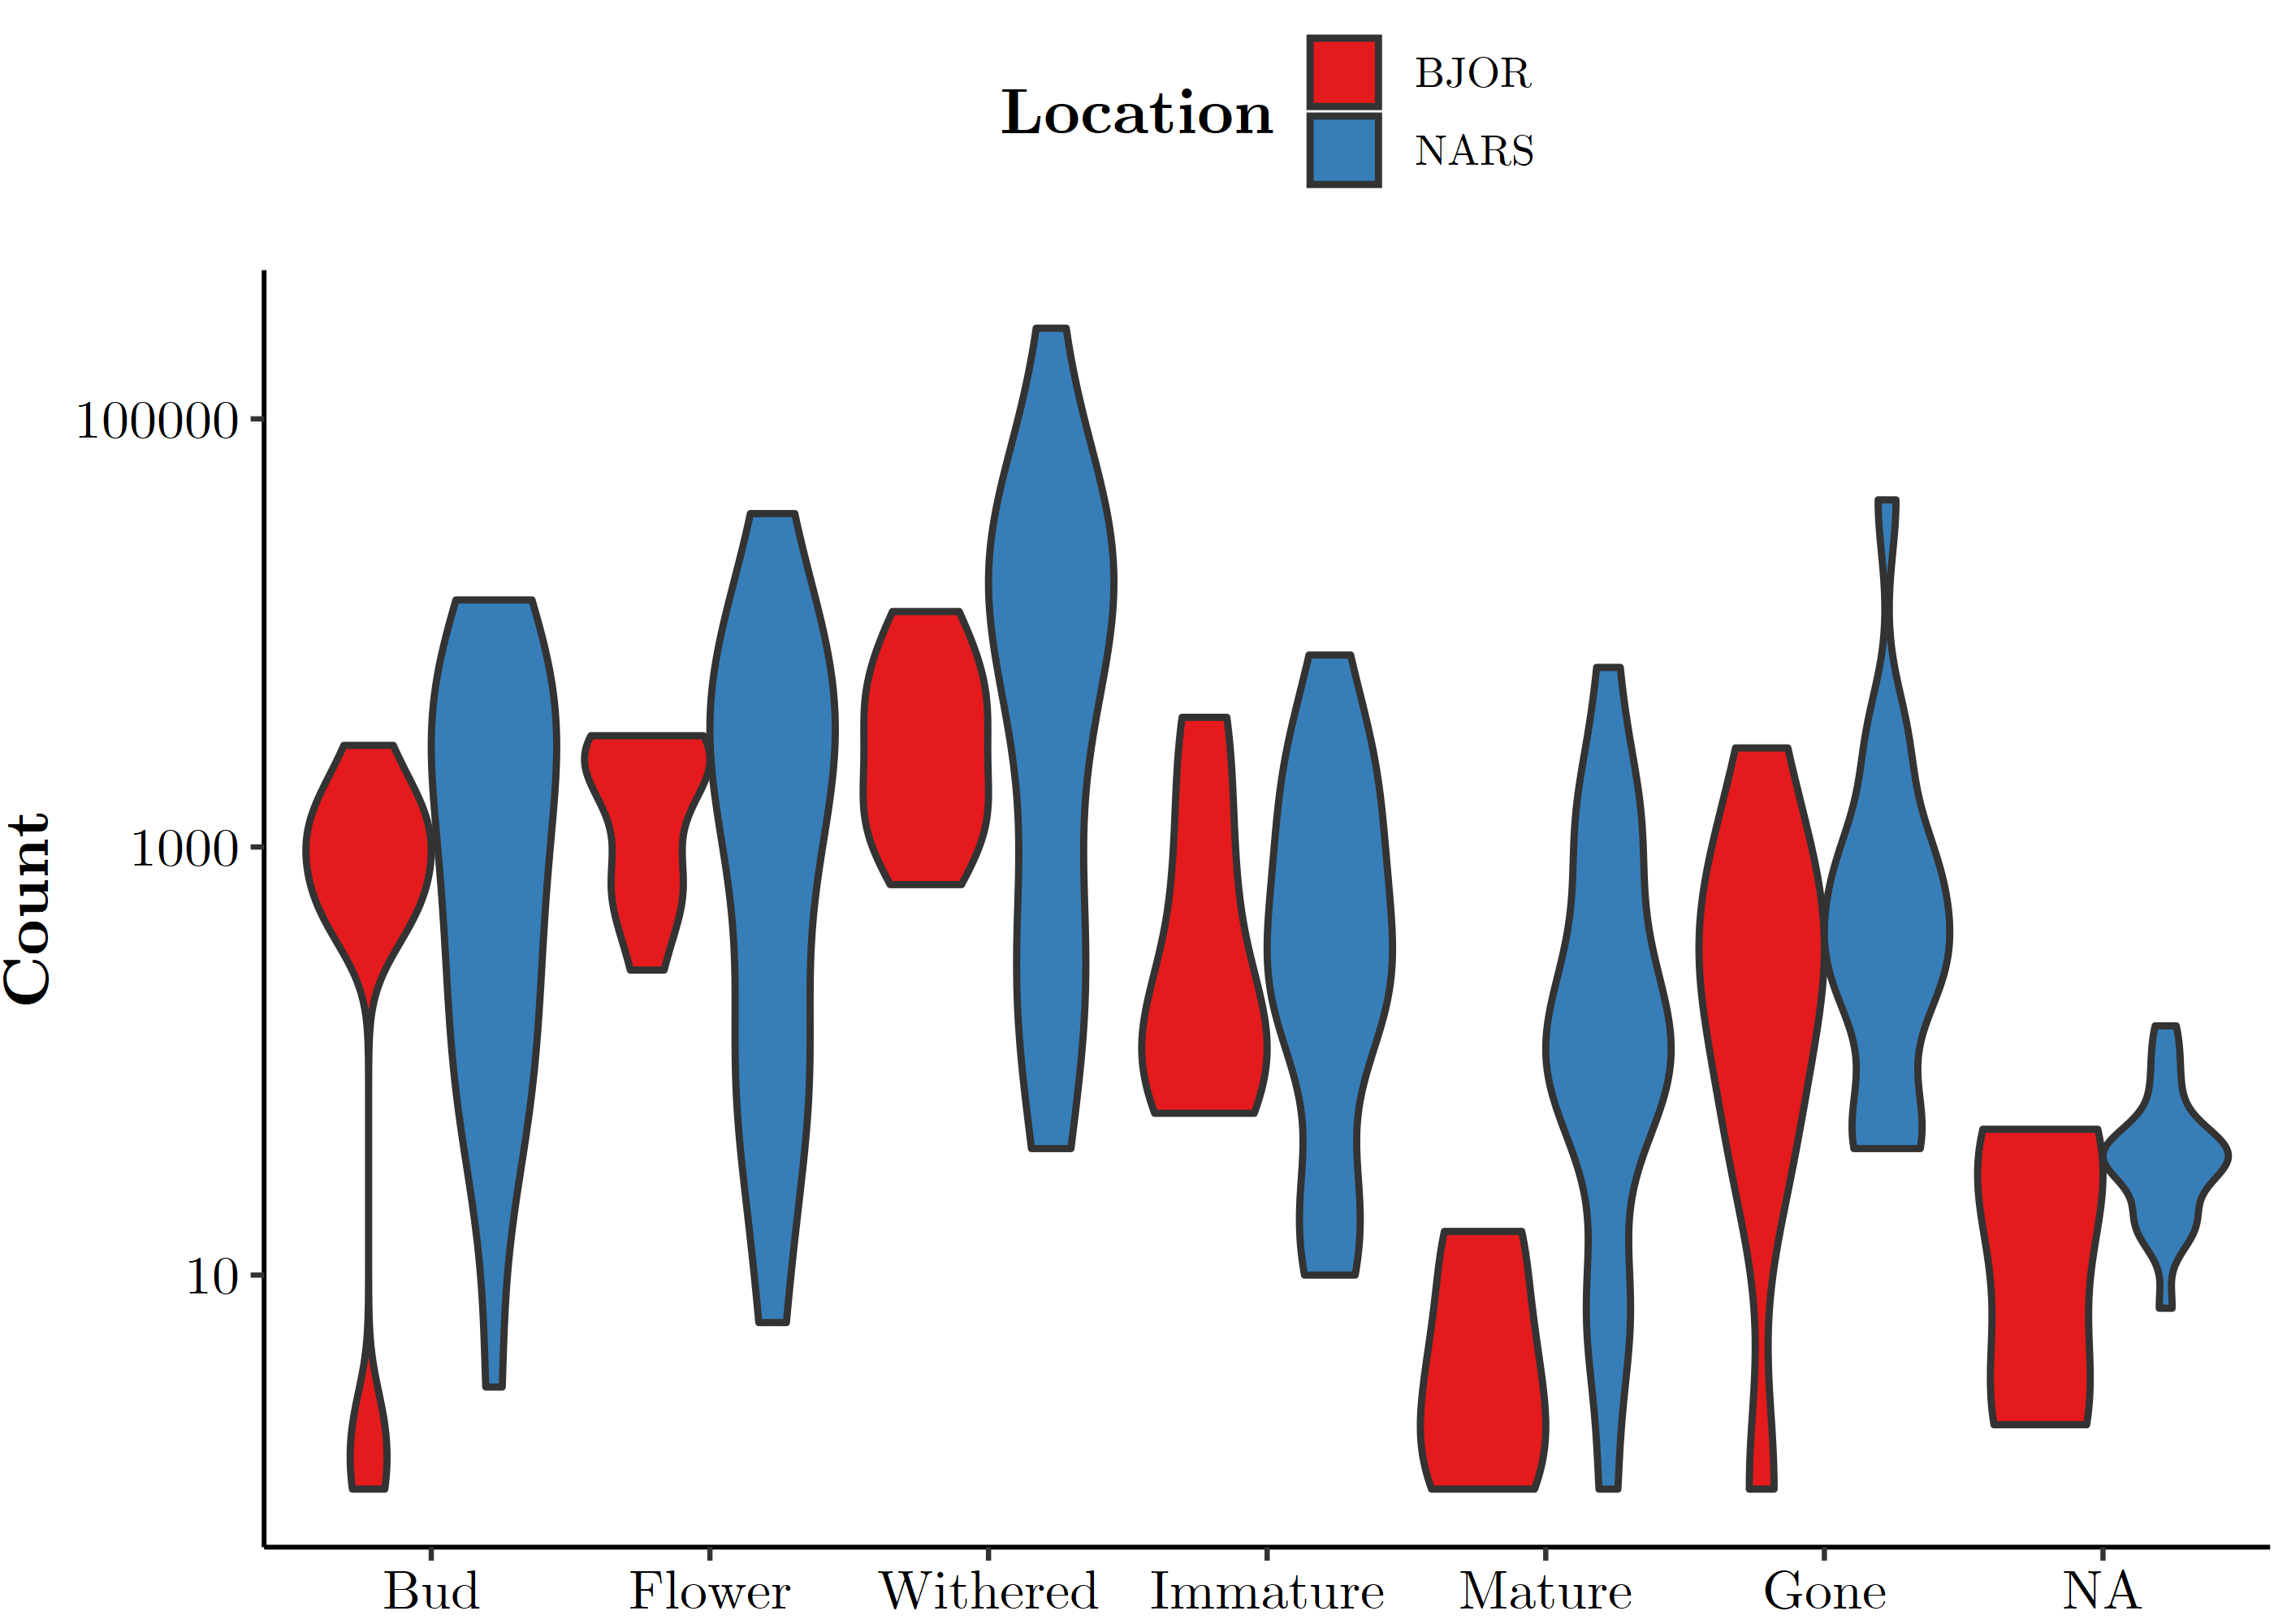 Location
BJOR
NARS
Count
100000
1000
10
Bud Flower Withered Immature Mature Gone NA